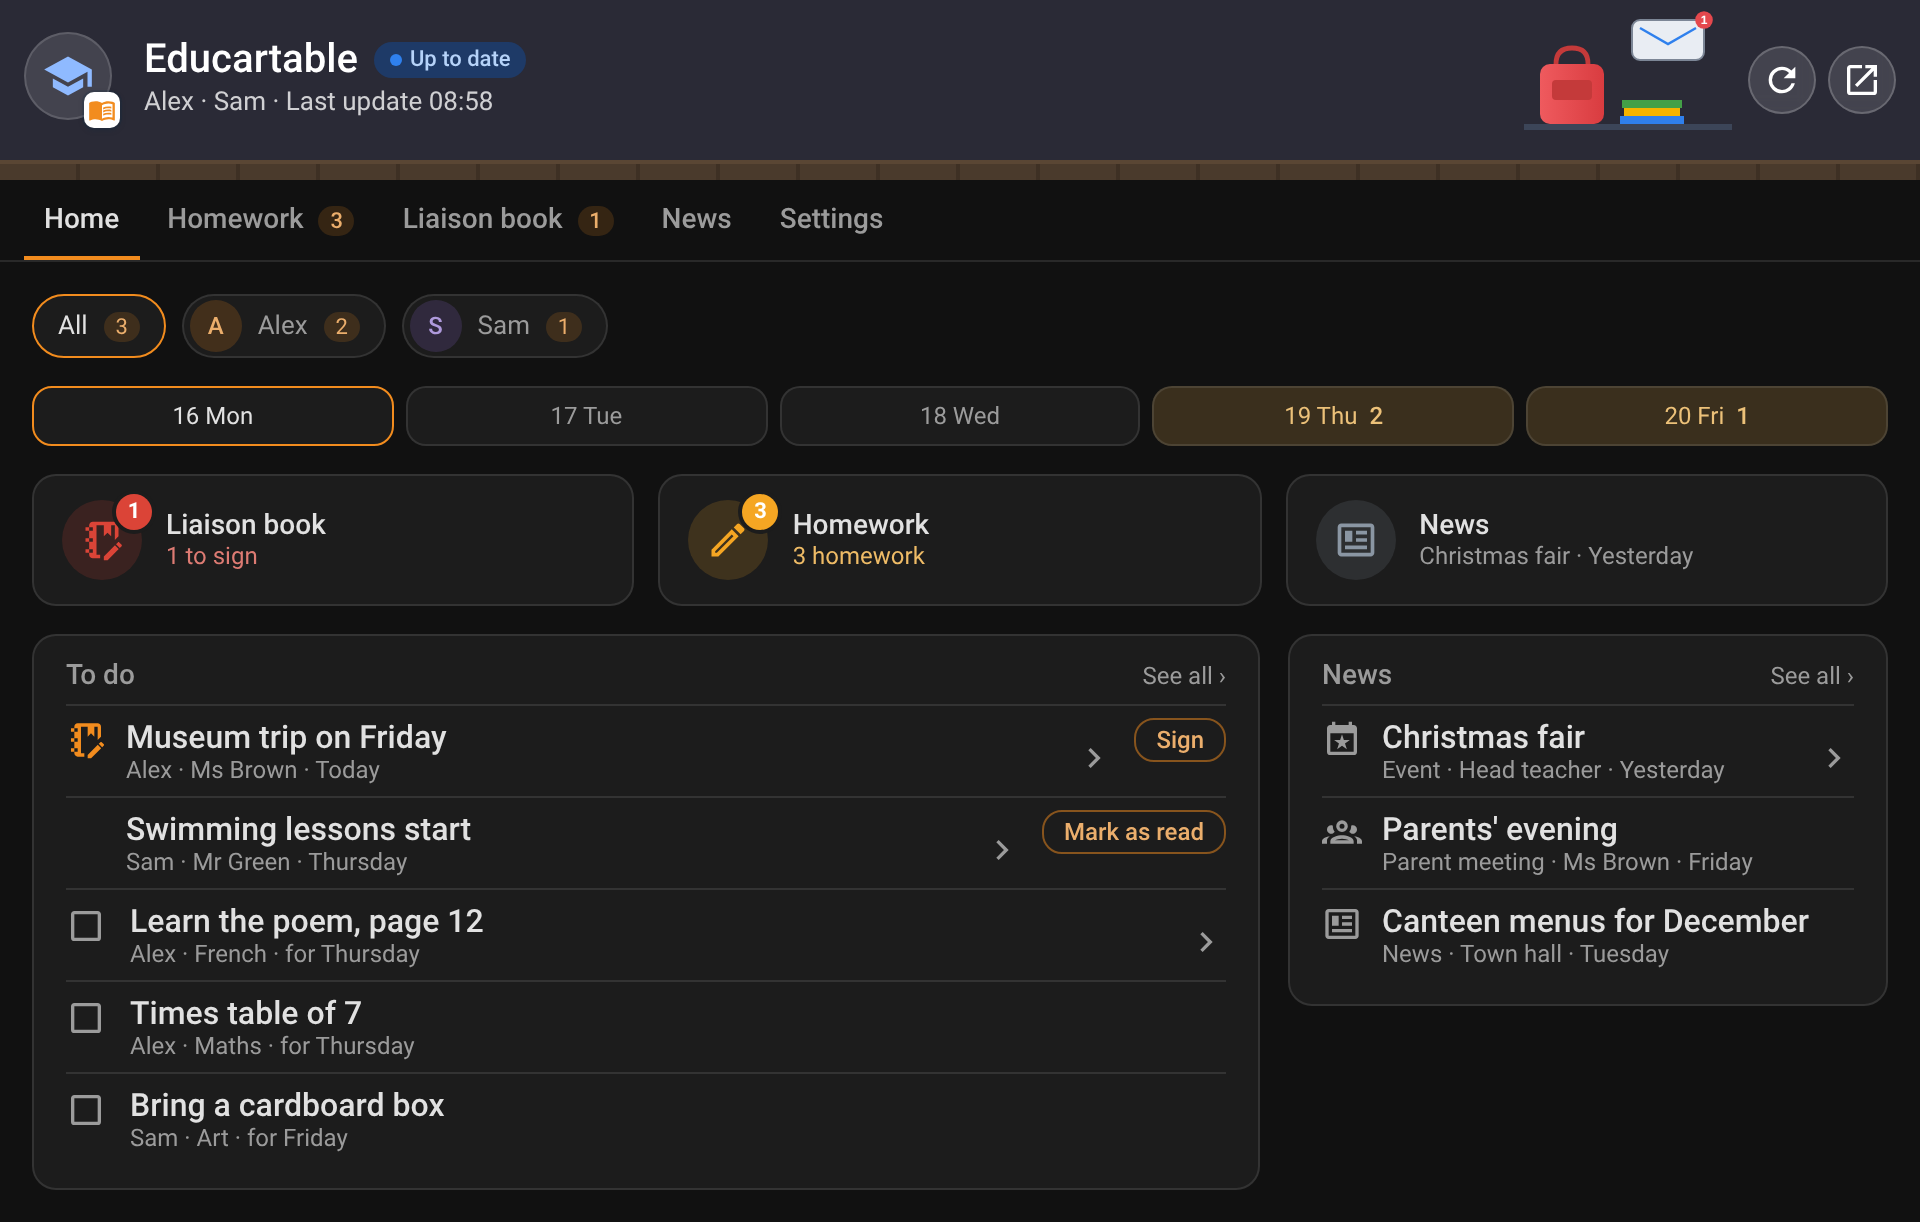 Educartable
Up to date
Alex · Sam · Last update 08:58
1
Home
Homework 3
Liaison book 1
News
Settings
All 3
A Alex 2
S Sam 1
16 Mon
17 Tue
18 Wed
19 Thu 2
20 Fri 1
1
Liaison book
1 to sign
3
Homework
3 homework
News
Christmas fair · Yesterday
To do
See all ›
Museum trip on Friday
Alex · Ms Brown · Today
Sign
Swimming lessons start
Sam · Mr Green · Thursday
Mark as read
Learn the poem, page 12
Alex · French · for Thursday
Times table of 7
Alex · Maths · for Thursday
Bring a cardboard box
Sam · Art · for Friday
News
See all ›
Christmas fair
Event · Head teacher · Yesterday
Parents' evening
Parent meeting · Ms Brown · Friday
Canteen menus for December
News · Town hall · Tuesday